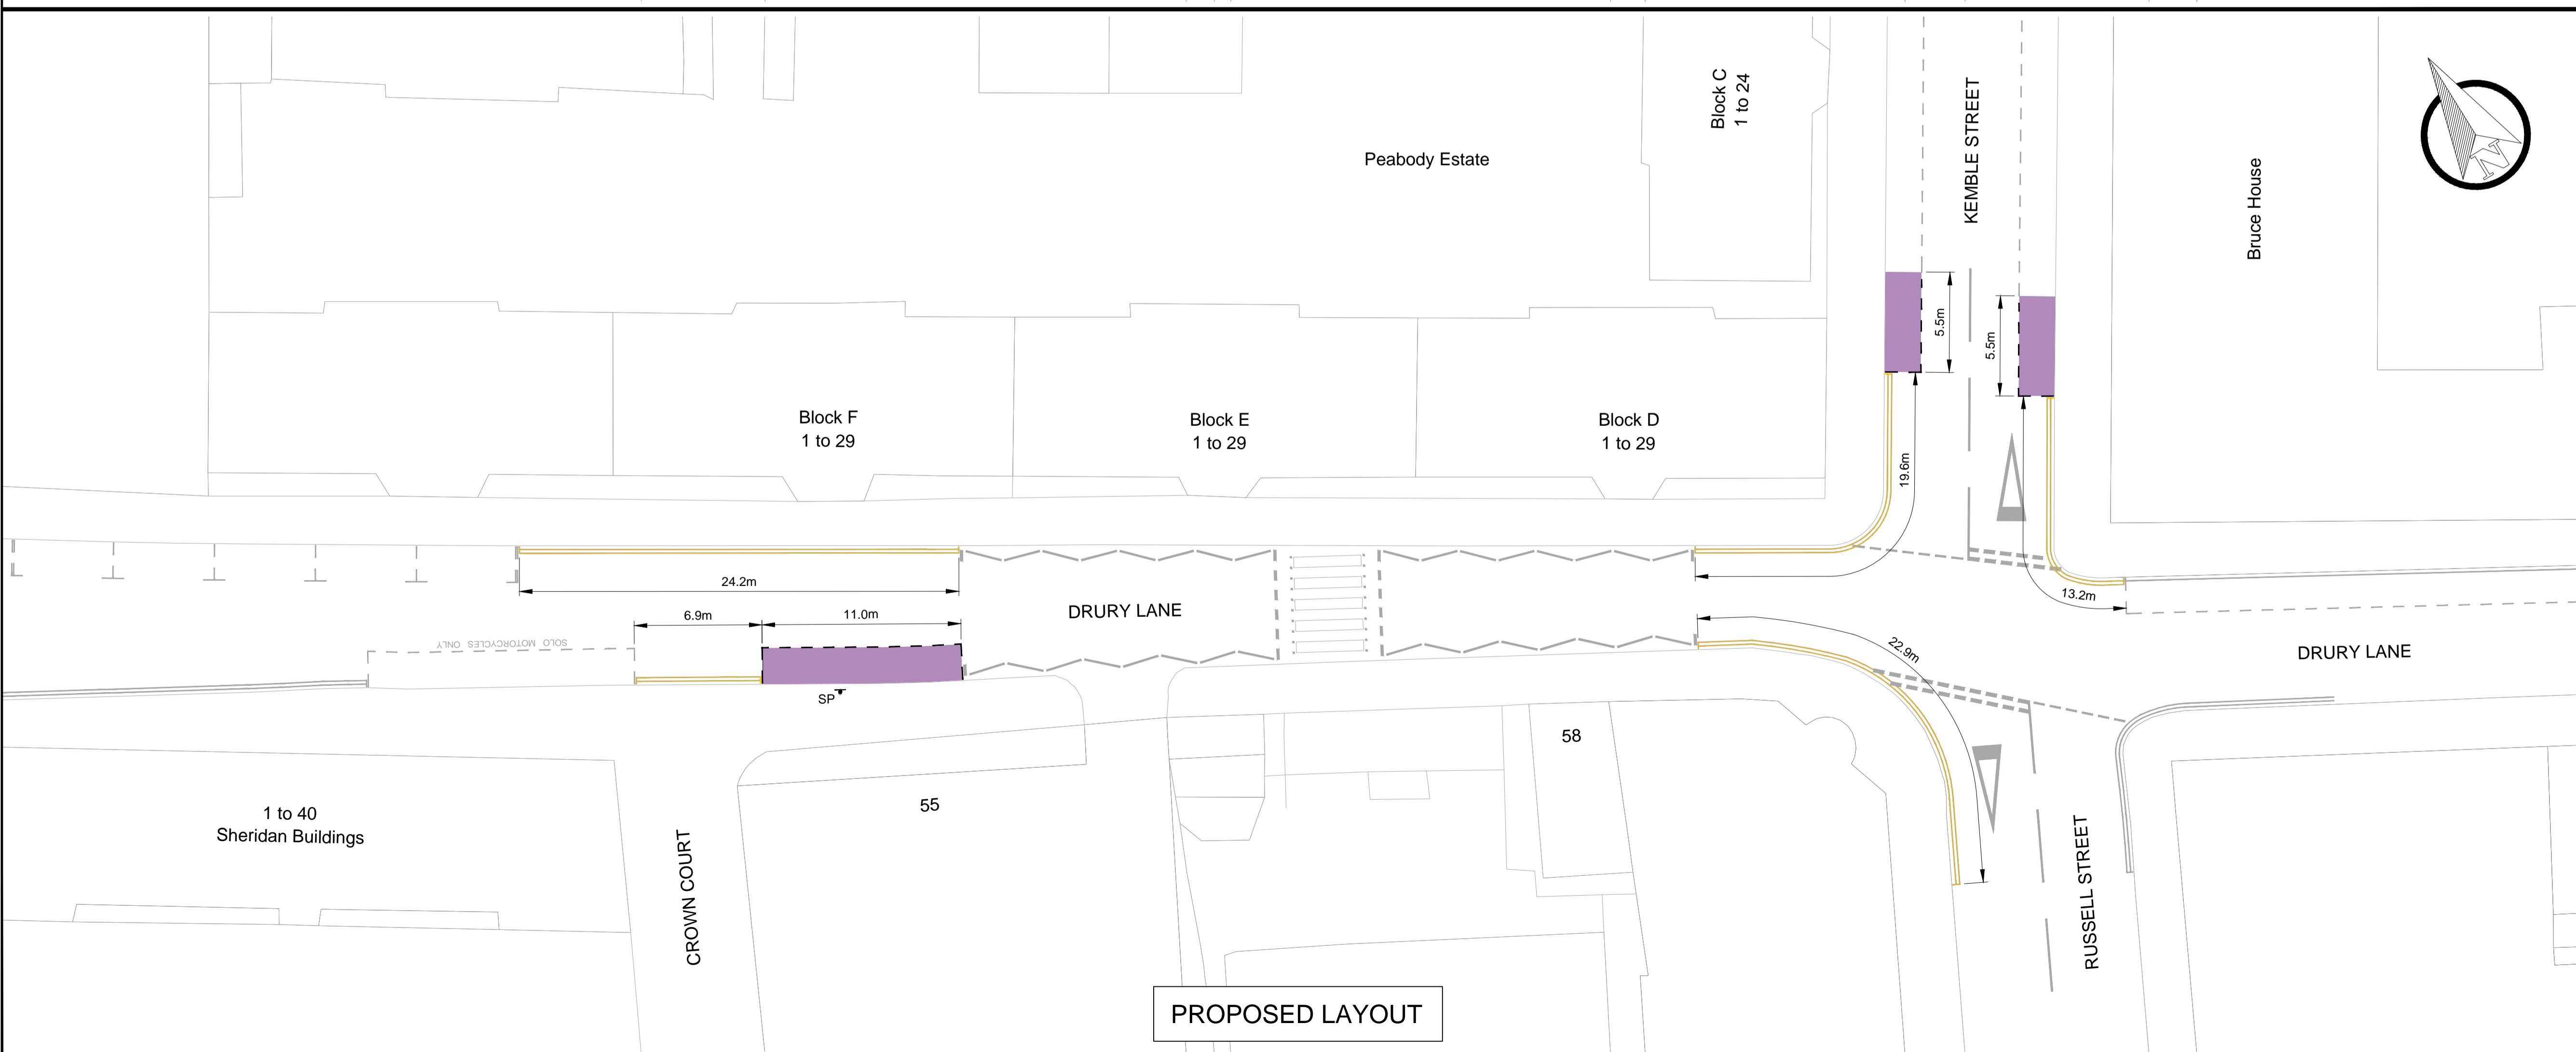 Block C
1 to 24
KEMBLE STREET
N
Peabody Estate
Bruce House
5.5m
5.5m
Block F
1 to 29
Block E
1 to 29
Block D
1 to 29
19.6m
24.2m
13.2m
DRURY LANE
6.9m
11.0m
SOLO MOTORCYCLES ONLY
22.9m
DRURY LANE
SP
58
1 to 40
Sheridan Buildings
55
CROWN COURT
RUSSELL STREET
PROPOSED LAYOUT